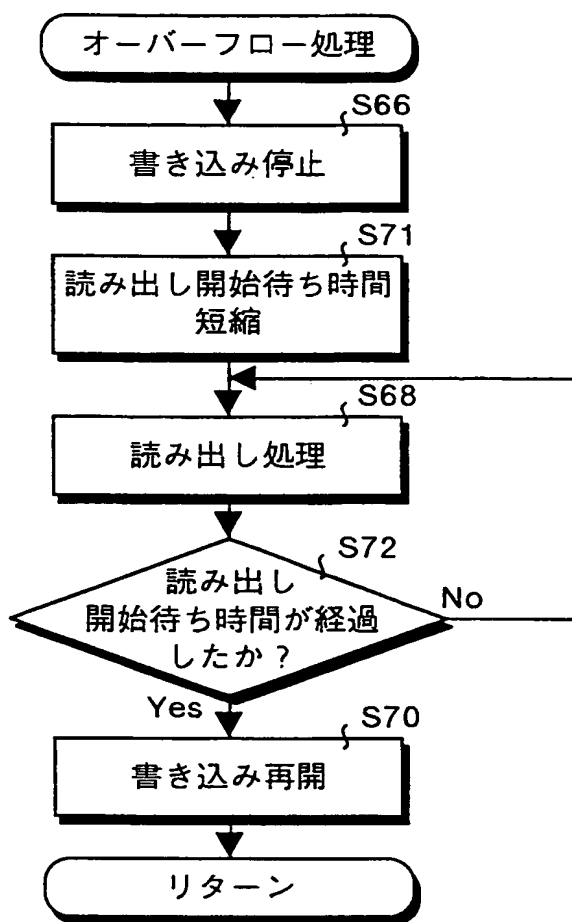 オーバーフロー処理
S66
書き込み停止
S71
読み出し開始待ち時間
短縮
S68
読み出し処理
S72
読み出し
開始待ち時間が経過
したか？
No
Yes
S70
書き込み再開
リターン